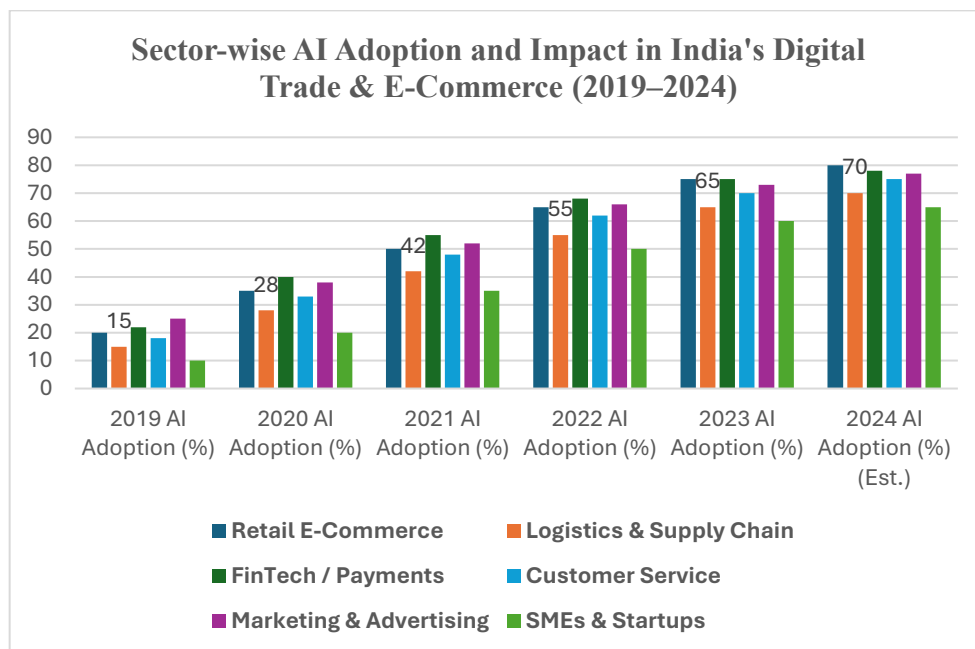 Sector-wise AI Adoption and Impact in India's Digital
Trade & E-Commerce (2019–2024)
90
80
70
60
50
40
30
20
10
0
15
28
42
55
65
70
2019 AI
Adoption (%)
2020 AI
Adoption (%)
2021 AI
Adoption (%)
2022 AI
Adoption (%)
2023 AI
Adoption (%)
2024 AI
Adoption (%)
(Est.)
Retail E-Commerce
Logistics & Supply Chain
FinTech / Payments
Customer Service
Marketing & Advertising
SMEs & Startups